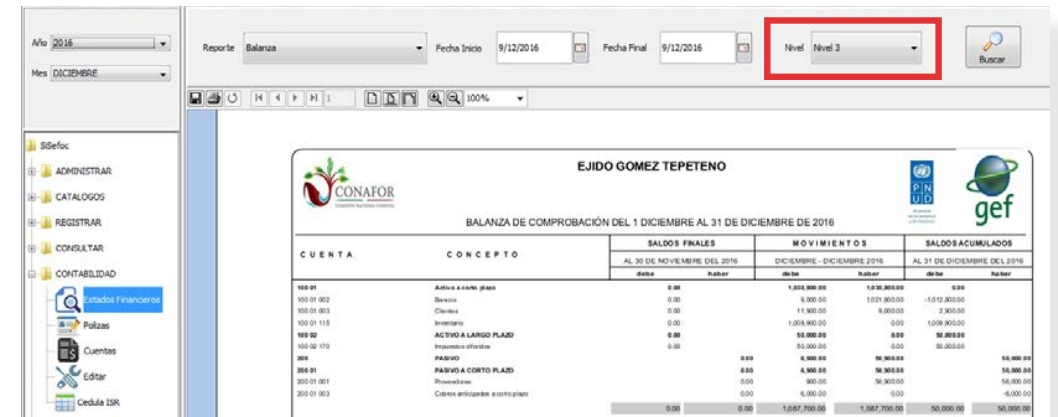 Año 2016
Mes DICIEMBRE
Reporte Balanza Fecha Inicio 9/12/2016 Fecha Final 9/12/2016 Nivel Nivel 3 Buscar
1 100%
SiSefoc
ADMINISTRAR
CATALOGOS
REGISTRAR
CONSULTAR
CONTABILIDAD
Estados Financieros
Polizas
Cuentas
Editar
Cedula ISR
EJIDO GOMEZ TEPETENO
CONAFOR
COMISIÓN NACIONAL FORESTAL
PNUD
gef
BALANZA DE COMPROBACIÓN DEL 1 DICIEMBRE AL 31 DE DICIEMBRE DE 2016
CUENTA CONCEPTO SALDOS FINALES MOVIMIENTOS SALDOS ACUMULADOS
AL 30 DE NOVIEMBRE DEL 2016 DICIEMBRE - DICIEMBRE 2016 AL 31 DE DICIEMBRE DEL 2016
debe haber debe haber debe haber
100 01 Activo a corto plazo 0.00 1,030,800.00 0.00
100 01 002 Bancos 0.00 9,000.00 1,021,800.00 -1,012,800.00
100 01 003 Clientes 0.00 11,900.00 9,000.00 2,900.00
100 01 115 Inventario 0.00 1,009,900.00 0.00 1,009,900.00
100 02 ACTIVO A LARGO PLAZO 0.00 50,000.00 0.00 50,000.00
100 02 170 Impuestos diferidos 0.00 50,000.00 0.00 50,000.00
200 PASIVO 0.00 6,900.00 56,900.00 50,000.00
200 01 PASIVO A CORTO PLAZO 0.00 6,900.00 56,900.00 50,000.00
200 01 001 Proveedores 0.00 900.00 56,900.00 56,000.00
200 01 003 Cobros anticipados a corto plazo 0.00 6,000.00 0.00 -6,000.00
0.00 0.00 1,087,700.00 1,087,700.00 50,000.00 50,000.00